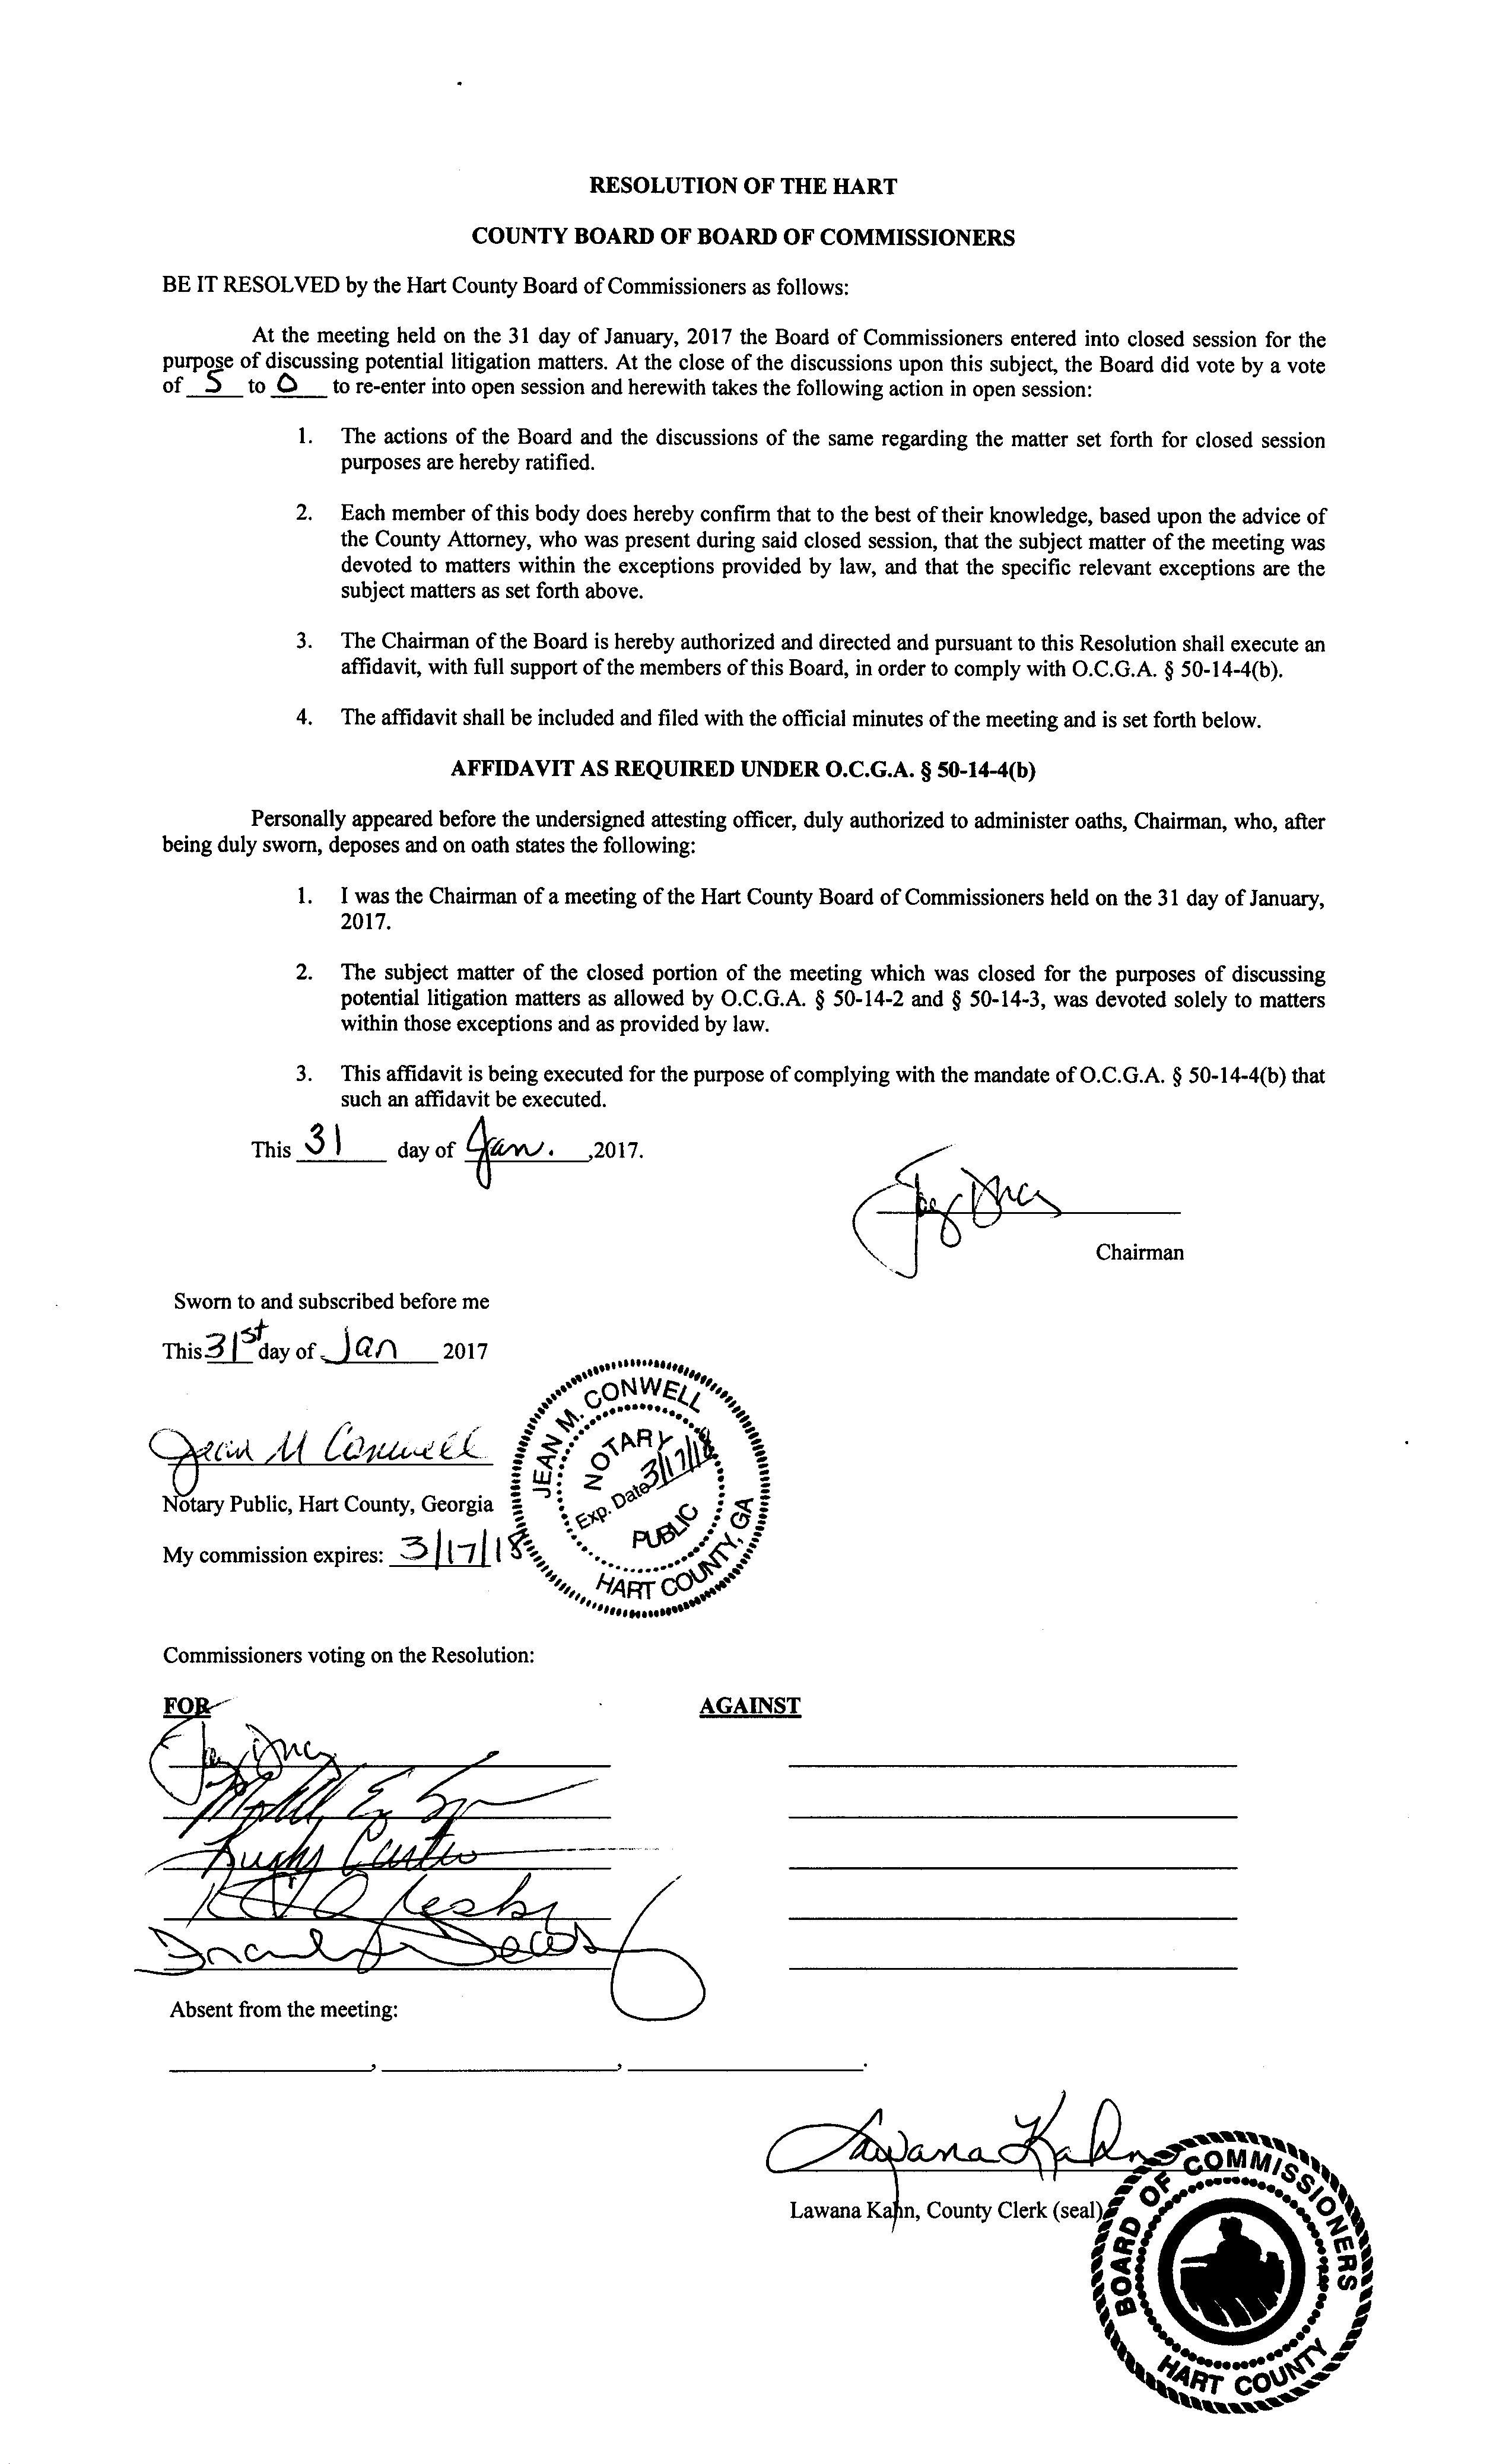 RESOLUTION OF THE HART
COUNTY BOARD OF BOARD OF COMMISSIONERS
BE IT RESOLVED by the Hart County Board of Commissioners as follows:
At the meeting held on the 31 day of January, 2017 the Board of Commissioners entered into closed session for the
purpose of discussing potential litigation matters. At the close of the discussions upon this subject, the Board did vote by a vote
of 5 to 0 to re-enter into open session and herewith takes the following action in open session:
1. The actions of the Board and the discussions of the same regarding the matter set forth for closed session
purposes are hereby ratified.
2. Each member of this body does hereby confirm that to the best of their knowledge, based upon the advice of
the County Attorney, who was present during said closed session, that the subject matter of the meeting was
devoted to matters within the exceptions provided by law, and that the specific relevant exceptions are the
subject matters as set forth above.
3. The Chairman of the Board is hereby authorized and directed and pursuant to this Resolution shall execute an
affidavit, with full support of the members of this Board, in order to comply with O.C.G.A. § 50-14-4(b).
4. The affidavit shall be included and filed with the official minutes of the meeting and is set forth below.
AFFIDAVIT AS REQUIRED UNDER O.C.G.A. § 50-14-4(b)
Personally appeared before the undersigned attesting officer, duly authorized to administer oaths, Chairman, who, after
being duly sworn, deposes and on oath states the following:
1. I was the Chairman of a meeting of the Hart County Board of Commissioners held on the 31 day of January,
2017.
2. The subject matter of the closed portion of the meeting which was closed for the purposes of discussing
potential litigation matters as allowed by O.C.G.A. § 50-14-2 and § 50-14-3, was devoted solely to matters
within those exceptions and as provided by law.
3. This affidavit is being executed for the purpose of complying with the mandate of O.C.G.A. § 50-14-4(b) that
such an affidavit be executed.
This 31 day of Jan. ,2017.
Chairman
Sworn to and subscribed before me
This 31st day of Jan 2017
Jean M Conwell
Notary Public, Hart County, Georgia
My commission expires: 3/17/18
JEAN M. CONWELL
NOTARY
Exp. Date 3/17/18
PUBLIC
HART COUNTY, GA
Commissioners voting on the Resolution:
FOR AGAINST
Absent from the meeting:
, , .
Lawana Kahn
Lawana Kahn, County Clerk (seal)
BOARD OF COMMISSIONERS
HART COUNTY